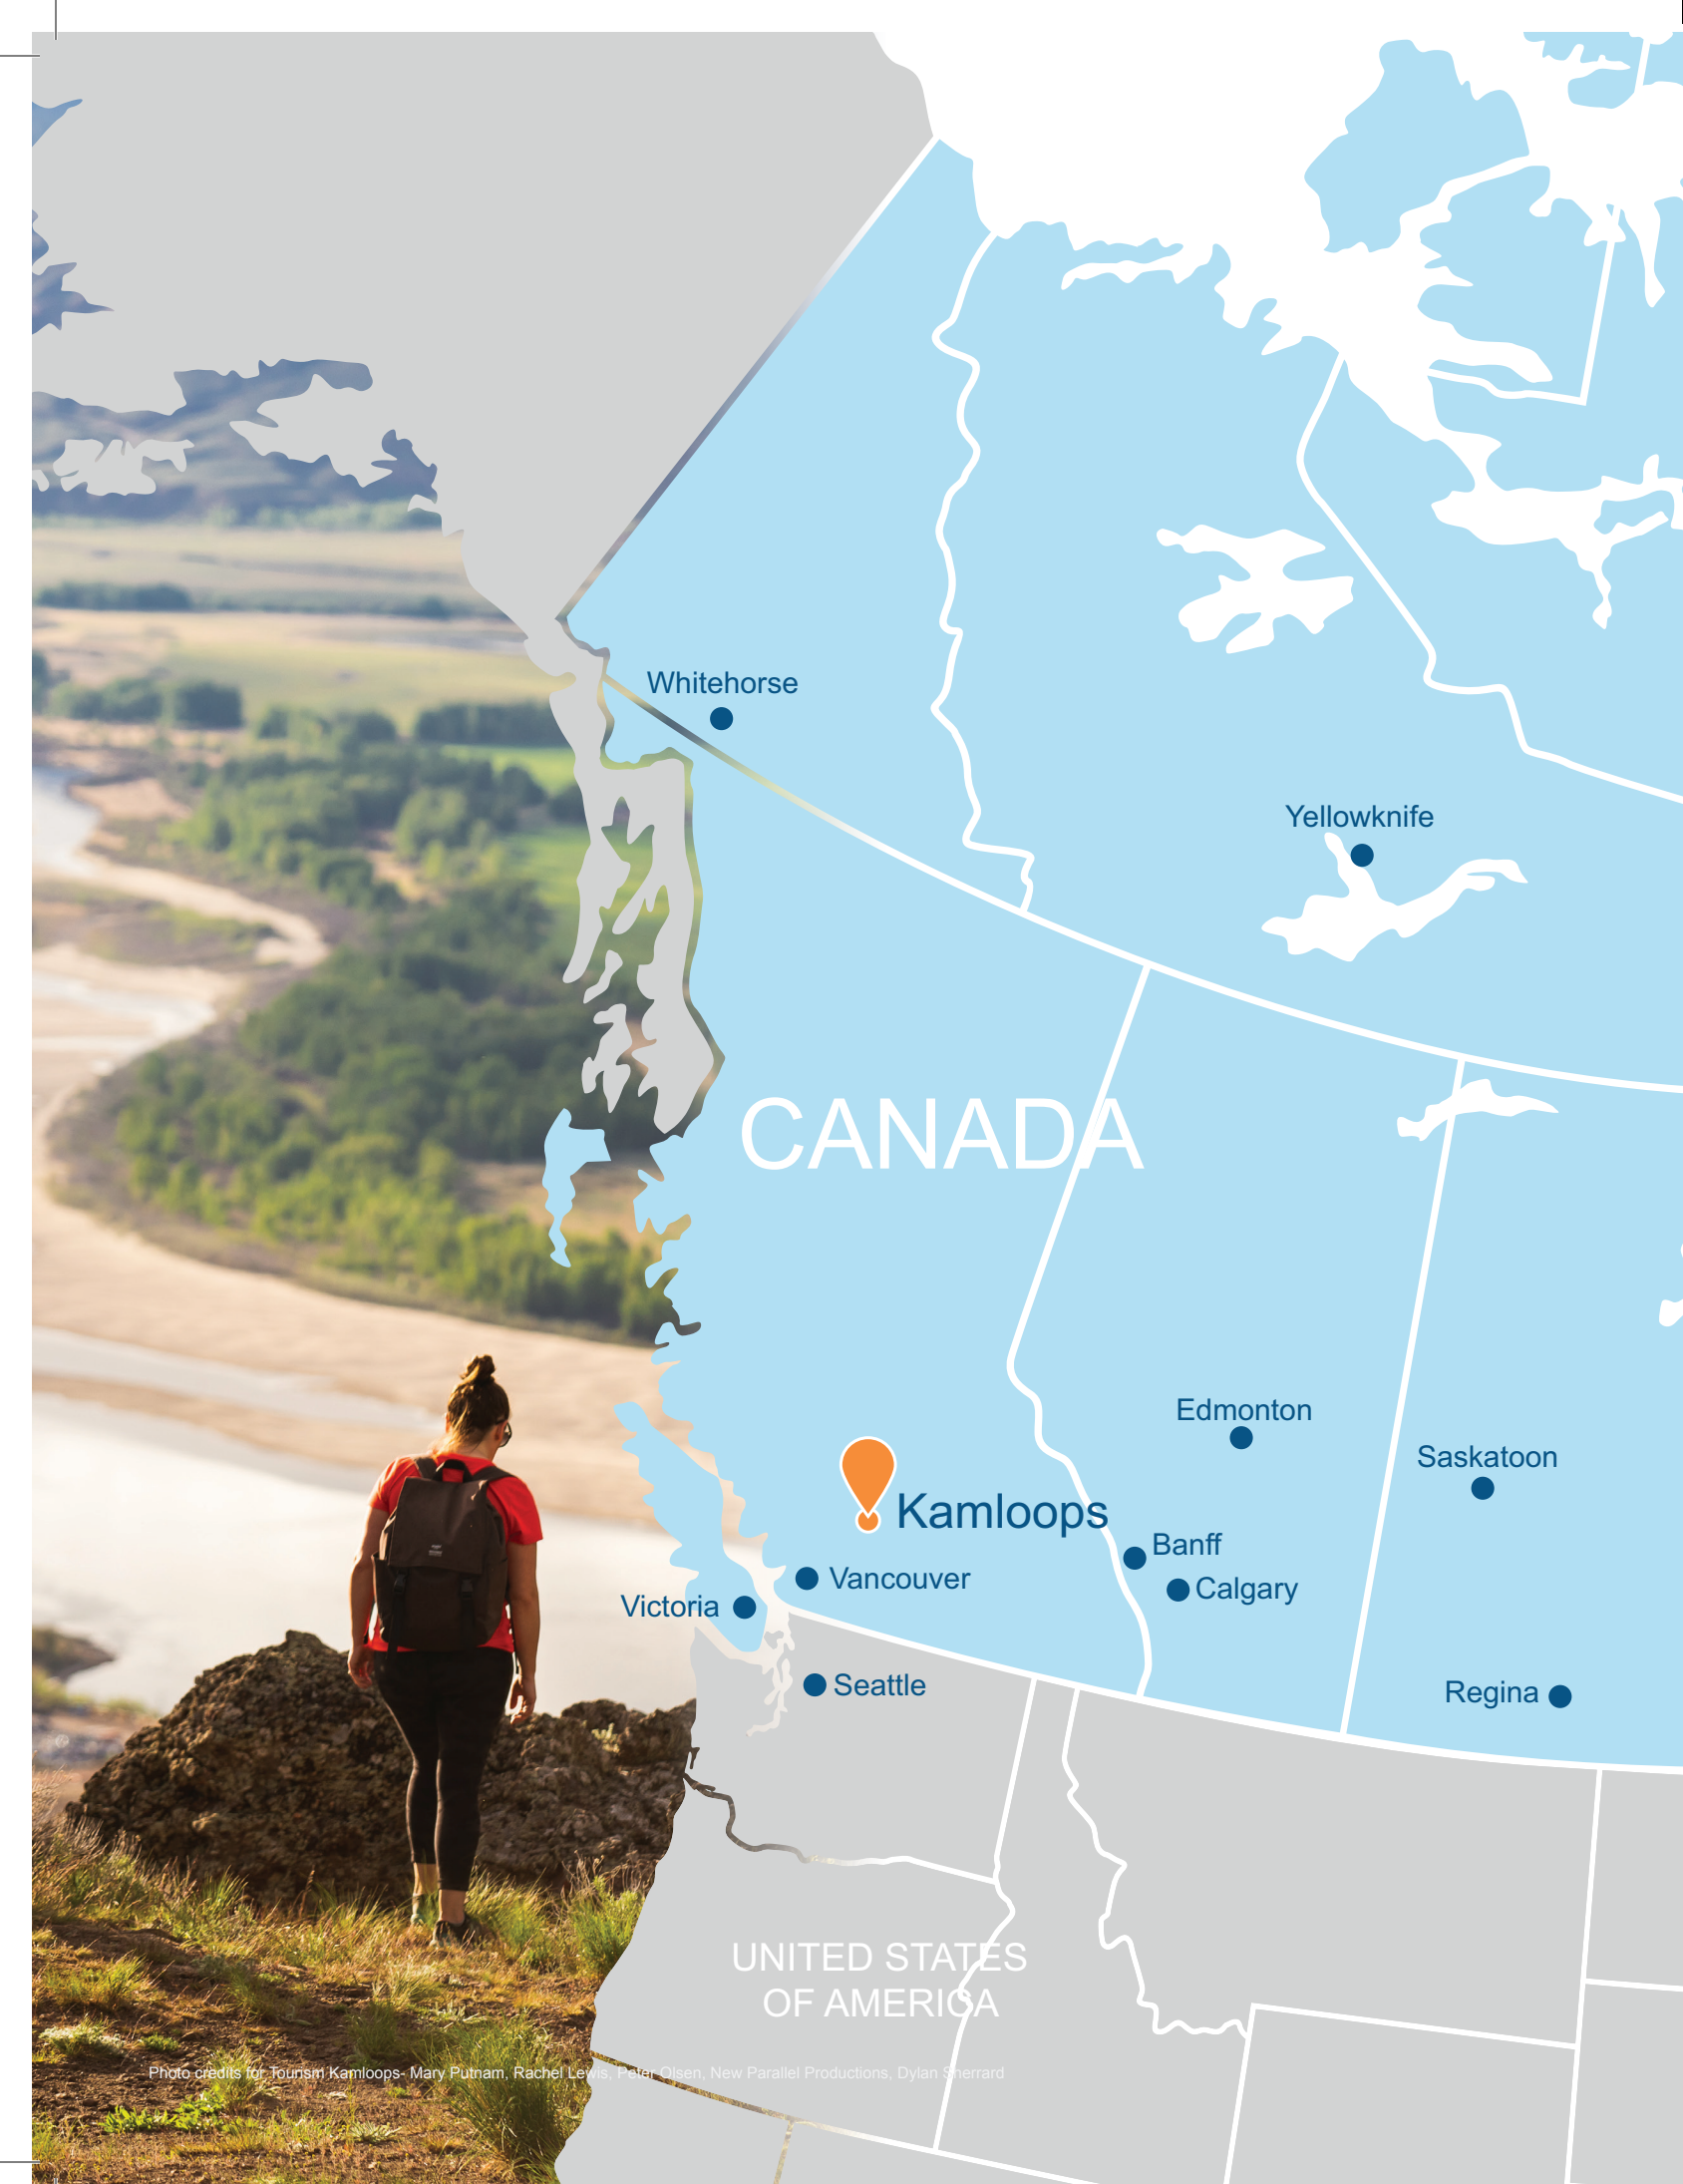 Whitehorse
Yellowknife
CANADA
Edmonton
Saskatoon
Kamloops
Banff
Vancouver
Calgary
Victoria
Seattle
Regina
UNITED STATES
OF AMERICA
Photo credits for Tourism Kamloops- Mary Putnam, Rachel Lewis, Peter Olsen, New Parallel Productions, Dylan Sherrard